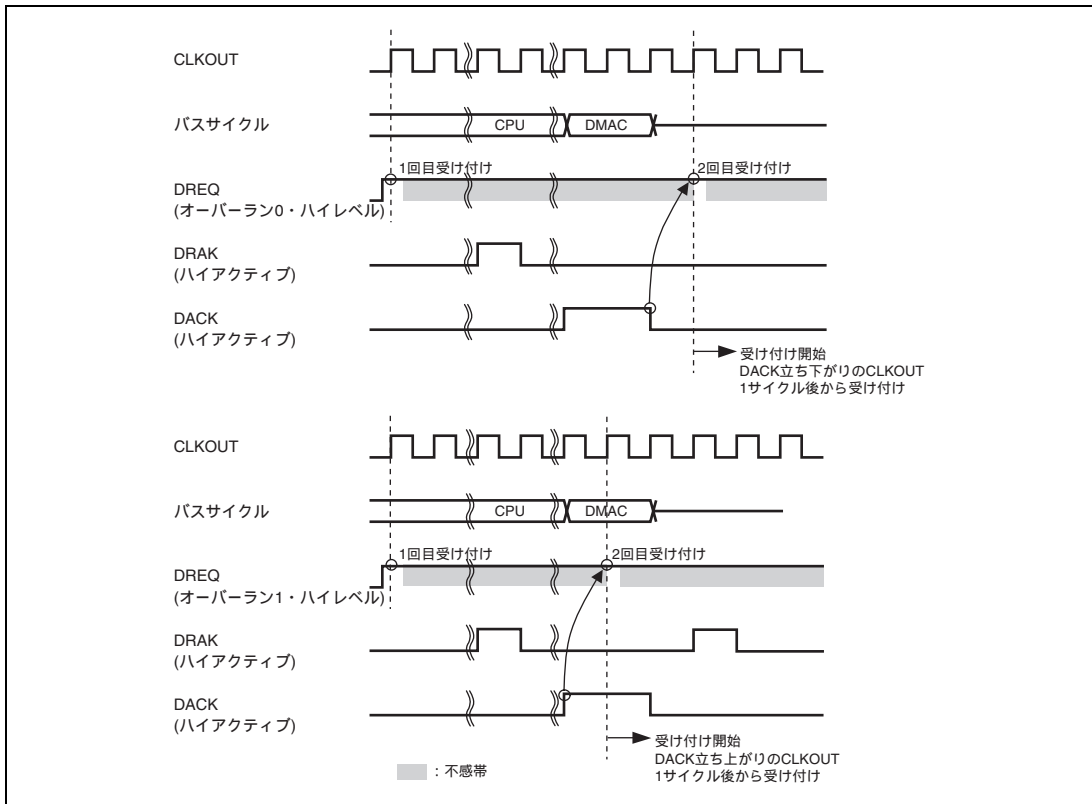 CLKOUT
バスサイクル
CPU
DMAC
1回目受け付け
2回目受け付け
DREQ
(オーバーラン0・ハイレベル)
DRAK
(ハイアクティブ)
DACK
(ハイアクティブ)
受け付け開始
DACK立ち下がりのCLKOUT
1サイクル後から受け付け
CLKOUT
バスサイクル
CPU
DMAC
1回目受け付け
2回目受け付け
DREQ
(オーバーラン1・ハイレベル)
DRAK
(ハイアクティブ)
DACK
(ハイアクティブ)
受け付け開始
DACK立ち上がりのCLKOUT
1サイクル後から受け付け
：不感帯